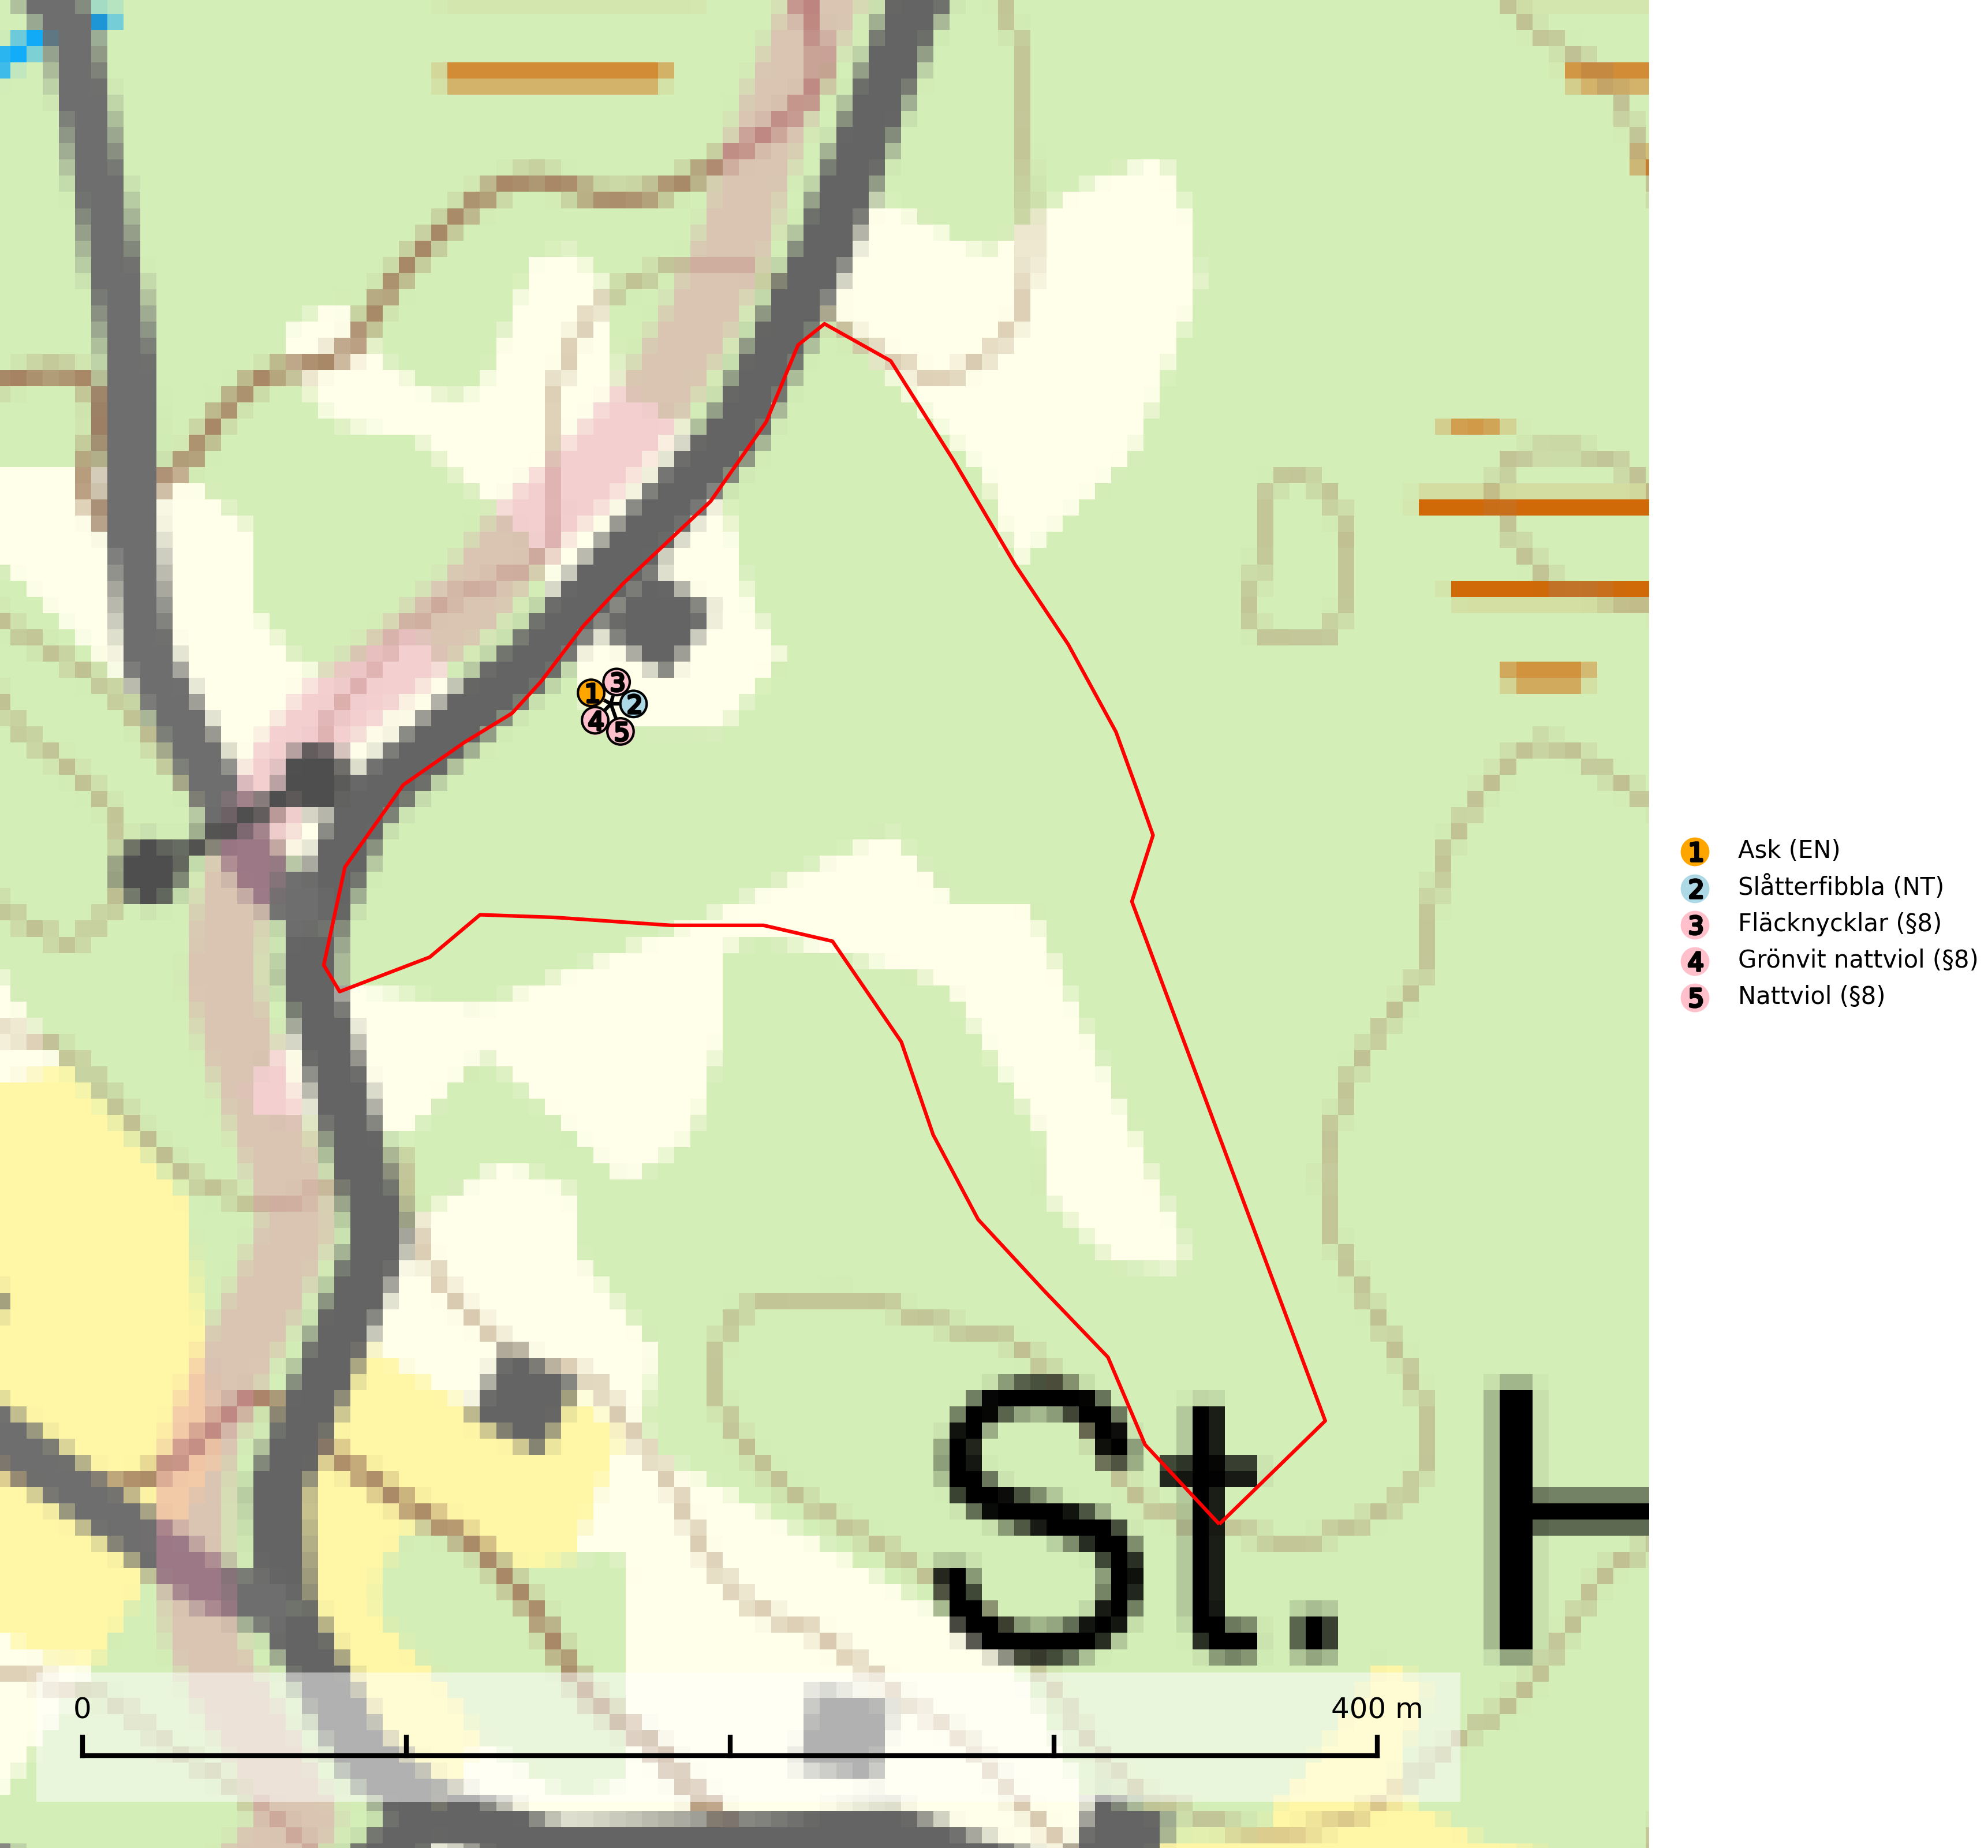 3
1
2
4
5
1 Ask (EN)
2 Slåtterfibbla (NT)
3 Fläcknycklar (§8)
4 Grönvit nattviol (§8)
5 Nattviol (§8)
St.
0 400 m